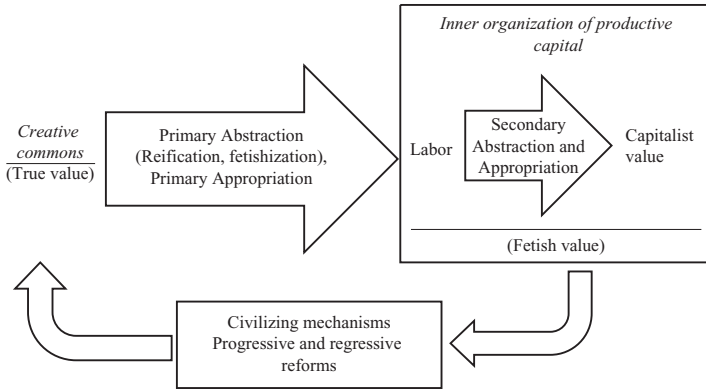 Inner organization of productive
capital
Creative
commons
(True value)
Primary Abstraction
(Reification, fetishization),
Primary Appropriation
Labor
Secondary
Abstraction and
Appropriation
Capitalist
value
(Fetish value)
Civilizing mechanisms
Progressive and regressive
reforms